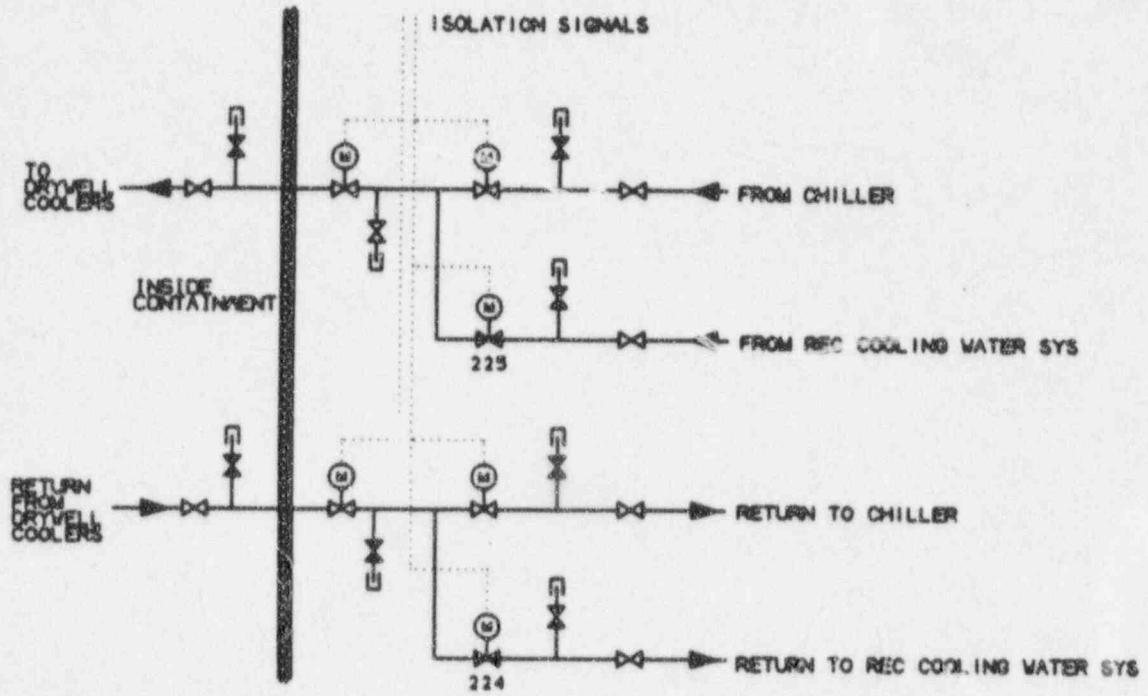 ISOLATION SIGNALS
TO
DRYWELL
COOLERS
FROM CHILLER
INSIDE
CONTAINMENT
FROM REC COOLING WATER SYS
225
RETURN
FROM
DRYWELL
COOLERS
RETURN TO CHILLER
RETURN TO REC COOLING WATER SYS
224